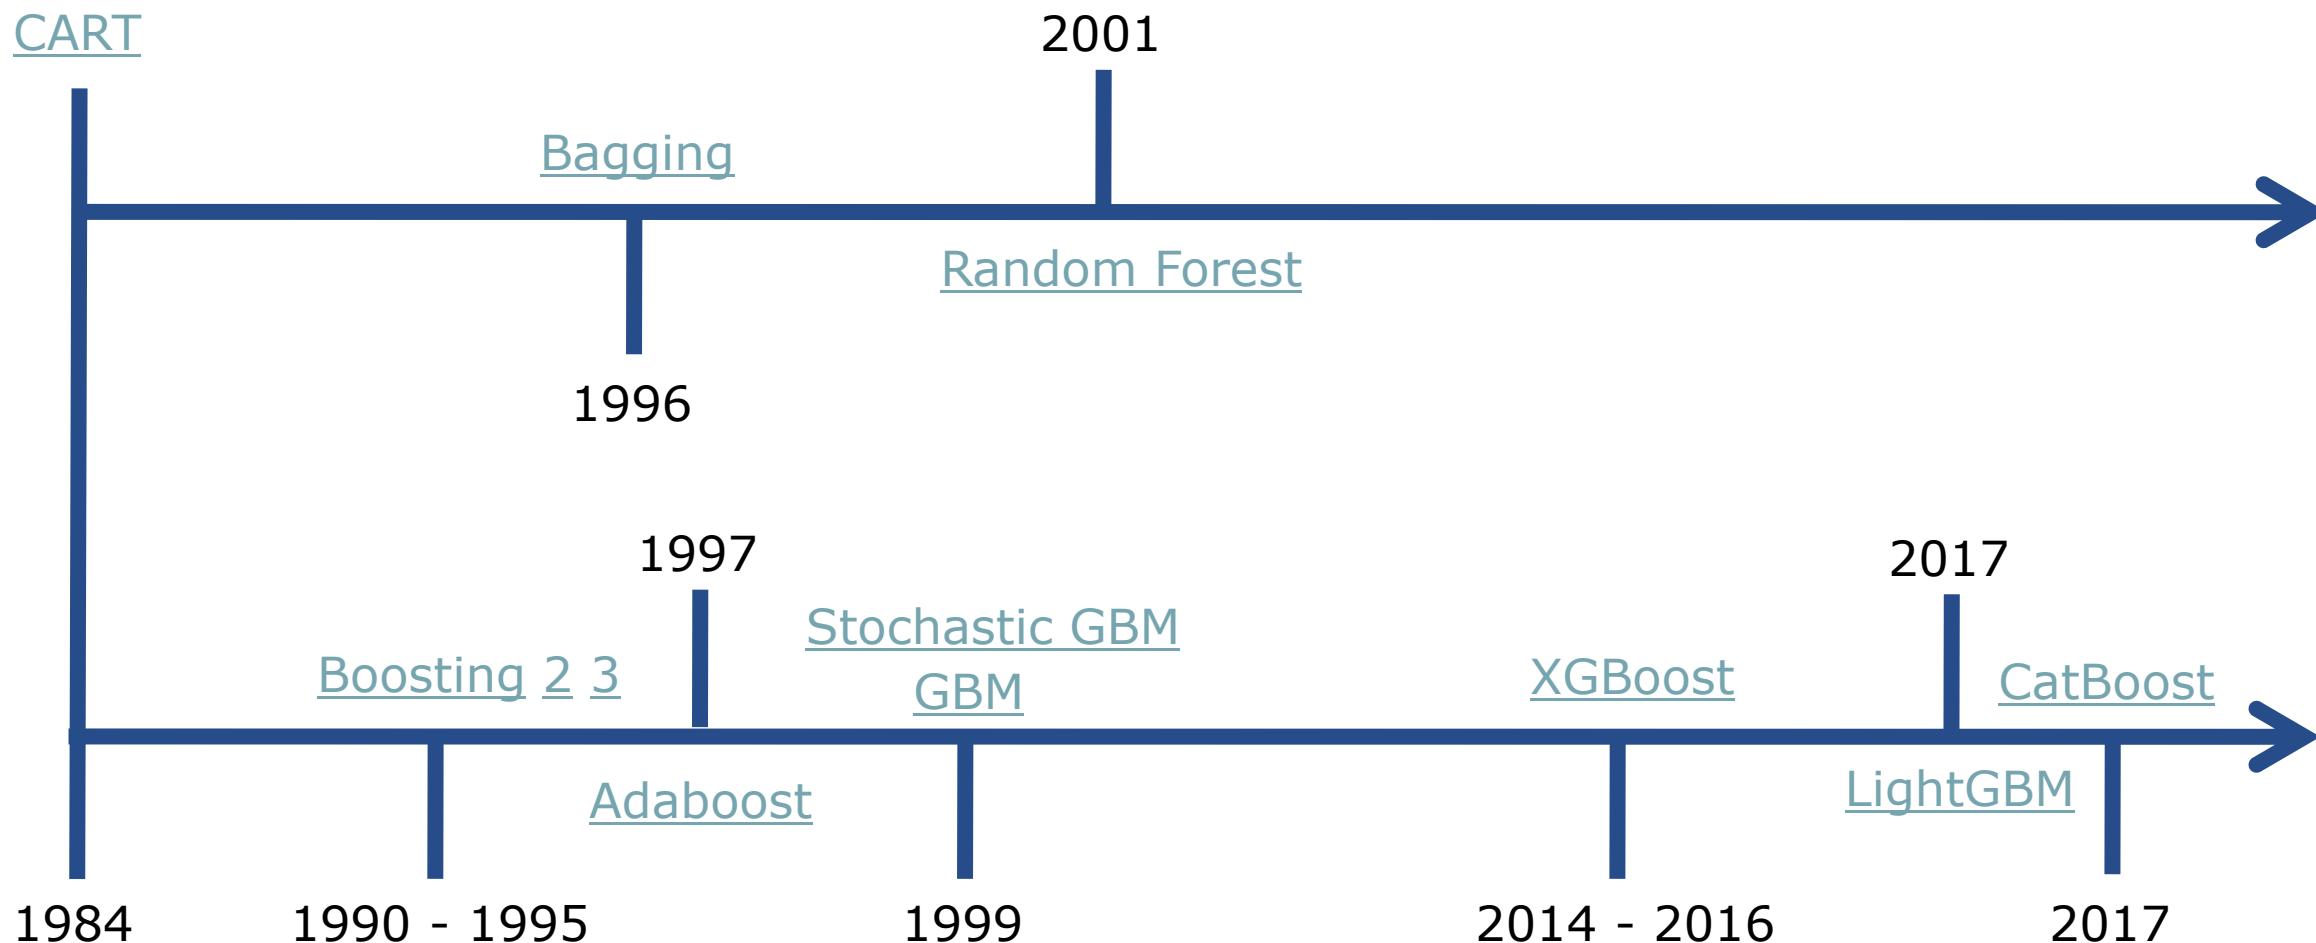 CART
2001
Bagging
Random Forest
1996
1997
2017
Stochastic GBM
GBM
Boosting 2 3
XGBoost
CatBoost
Adaboost
LightGBM
1984
1990 - 1995
1999
2014 - 2016
2017